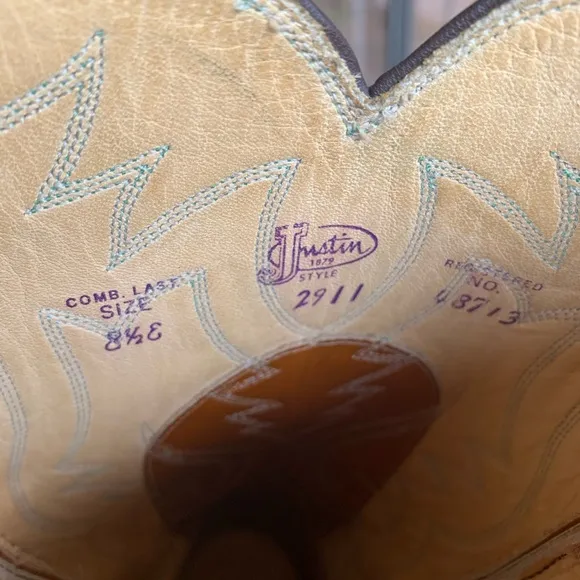 Justin
1879
STYLE
2911
COMB. LAST
SIZE
8½E
REGISTERED
NO.
48713